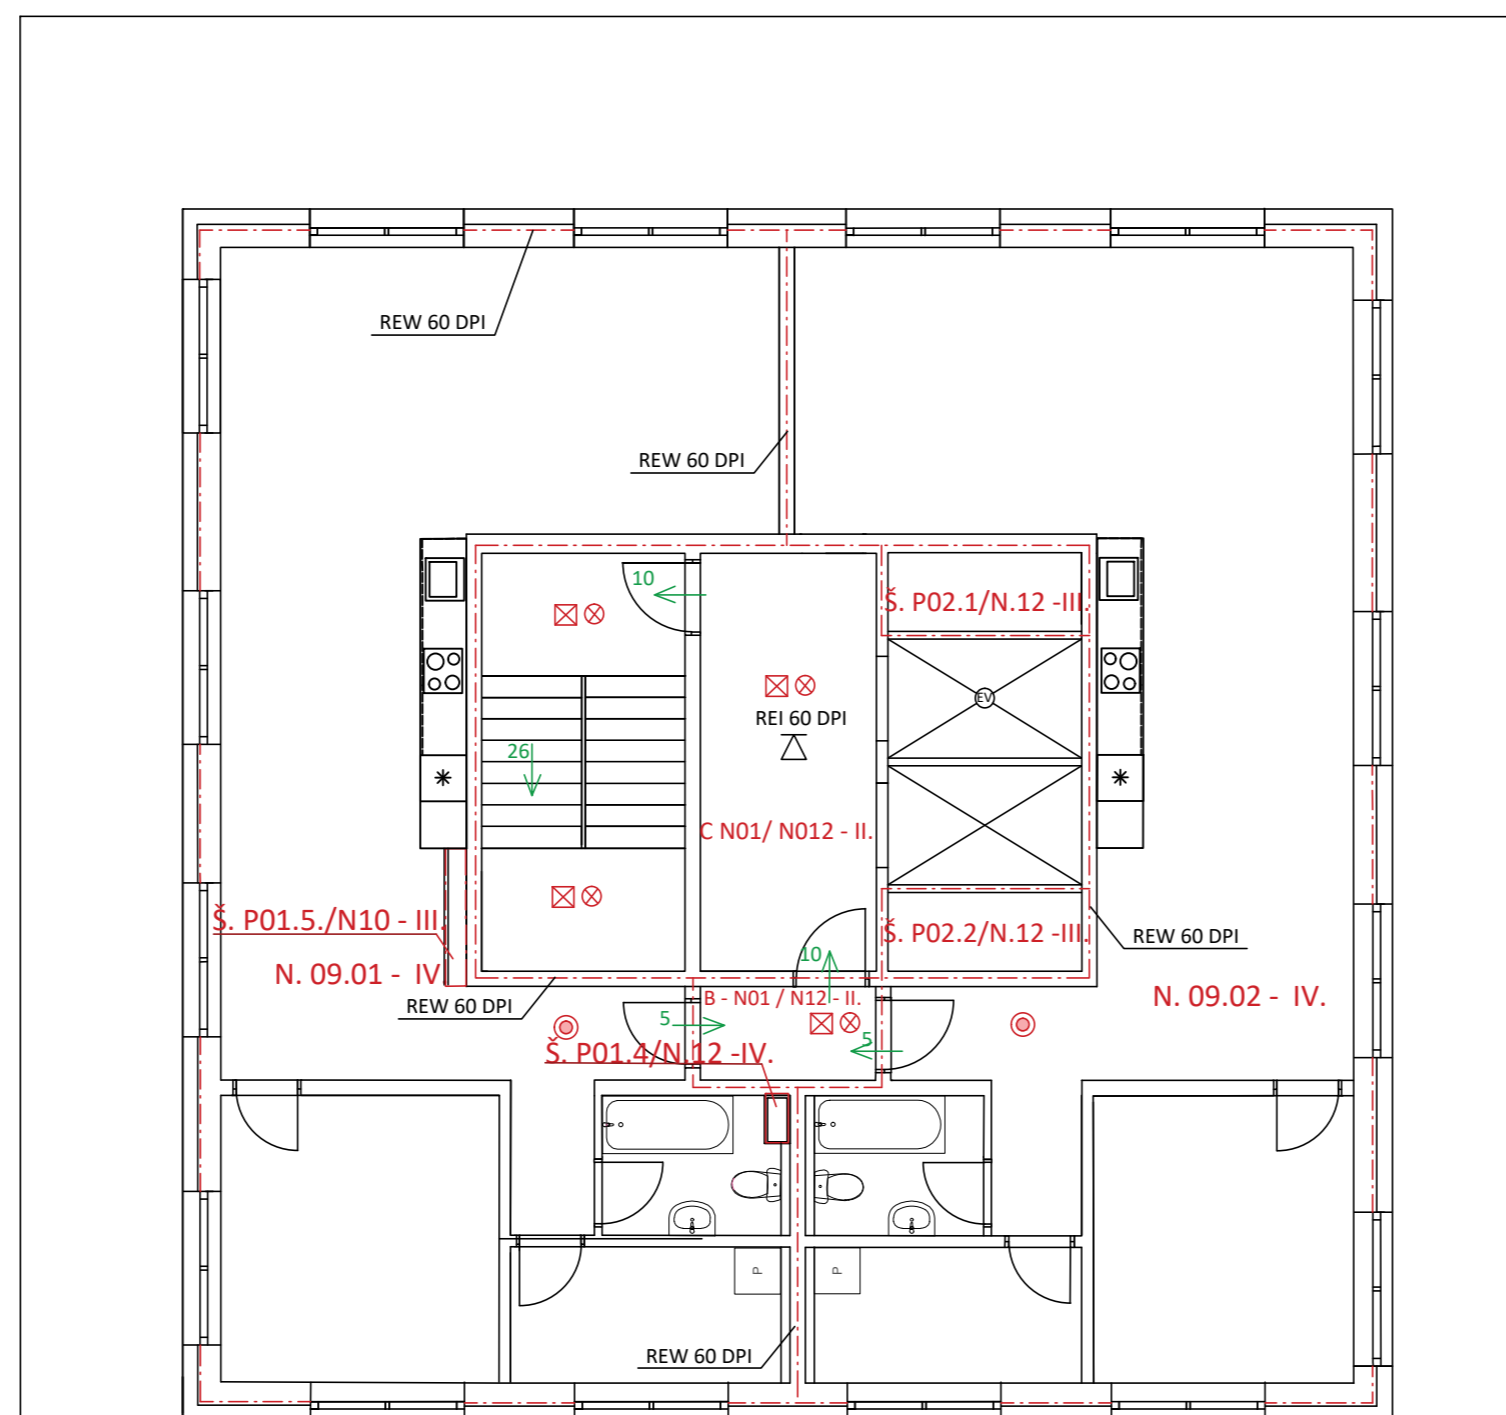 REW 60 DPI
REW 60 DPI
10
Š. P02.1/N.12 -III.
EV
REI 60 DPI
26
C N01/ N012 - II.
Š. P01.5./N10 - III.
Š. P02.2/N.12 -III.
REW 60 DPI
10
N. 09.01 - IV
REW 60 DPI
B - N01 / N12 - II.
N. 09.02 - IV.
5
5
Š. P01.4/N.12 -IV.
P
P
REW 60 DPI